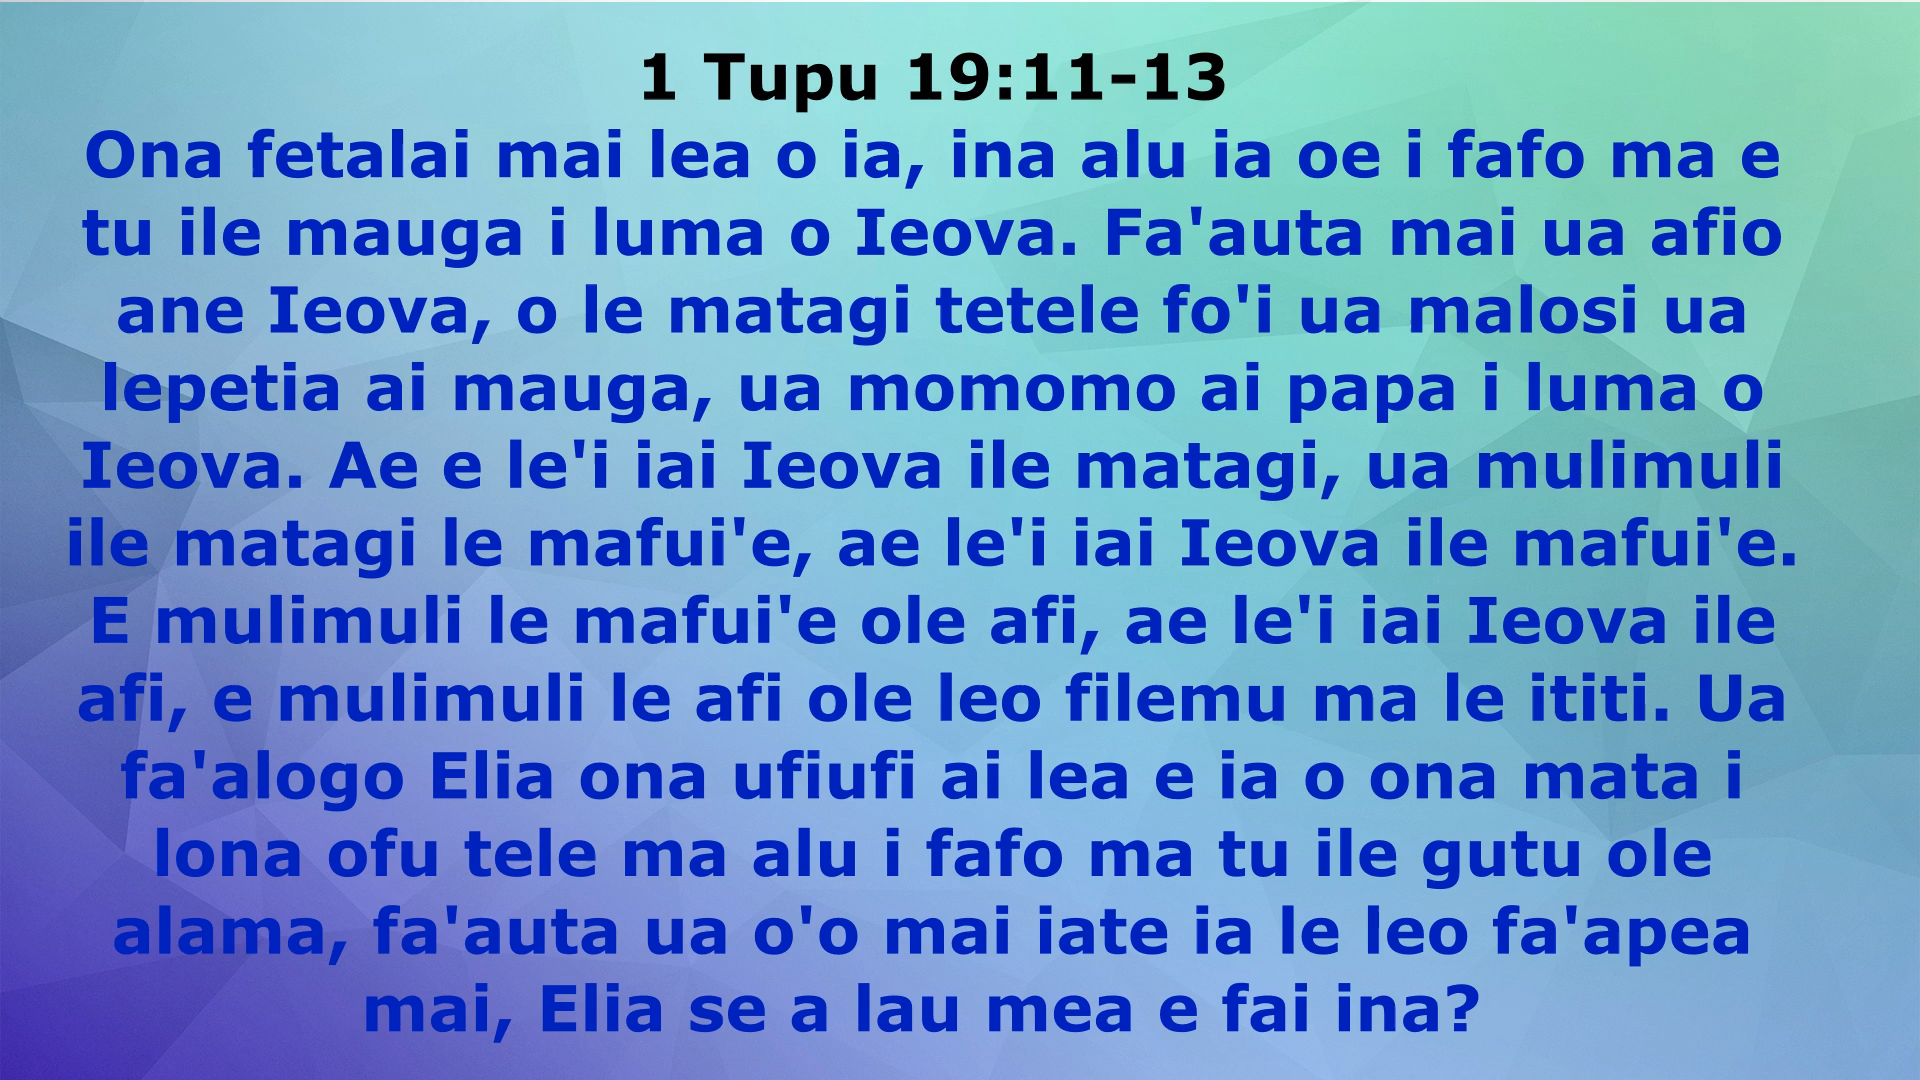 1 Tupu 19:11-13
Ona fetalai mai lea o ia, ina alu ia oe i fafo ma e
tu ile mauga i luma o Ieova. Fa'auta mai ua afio
ane Ieova, o le matagi tetele fo'i ua malosi ua
lepetia ai mauga, ua momomo ai papa i luma o
Ieova. Ae e le'i iai Ieova ile matagi, ua mulimuli
ile matagi le mafui'e, ae le'i iai Ieova ile mafui'e.
E mulimuli le mafui'e ole afi, ae le'i iai Ieova ile
afi, e mulimuli le afi ole leo filemu ma le ititi. Ua
fa'alogo Elia ona ufiufi ai lea e ia o ona mata i
lona ofu tele ma alu i fafo ma tu ile gutu ole
alama, fa'auta ua o'o mai iate ia le leo fa'apea
mai, Elia se a lau mea e fai ina?